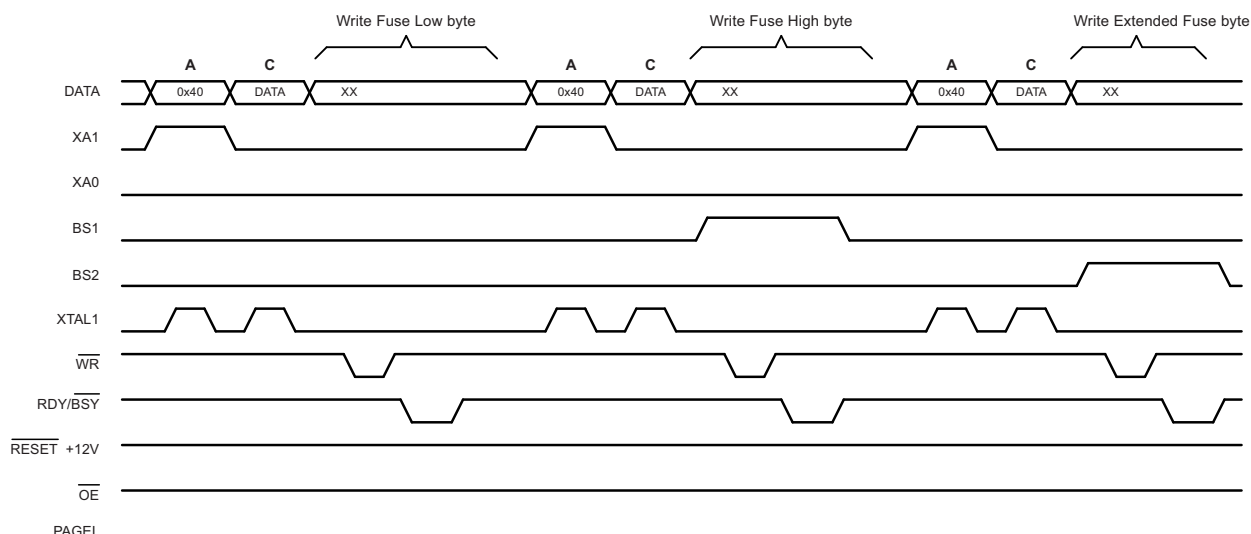 Write Fuse Low byte Write Fuse High byte Write Extended Fuse byte
A C A C A C
DATA 0x40 DATA XX 0x40 DATA XX 0x40 DATA XX
XA1
XA0
BS1
BS2
XTAL1
WR
RDY/BSY
RESET +12V
OE
PAGEL